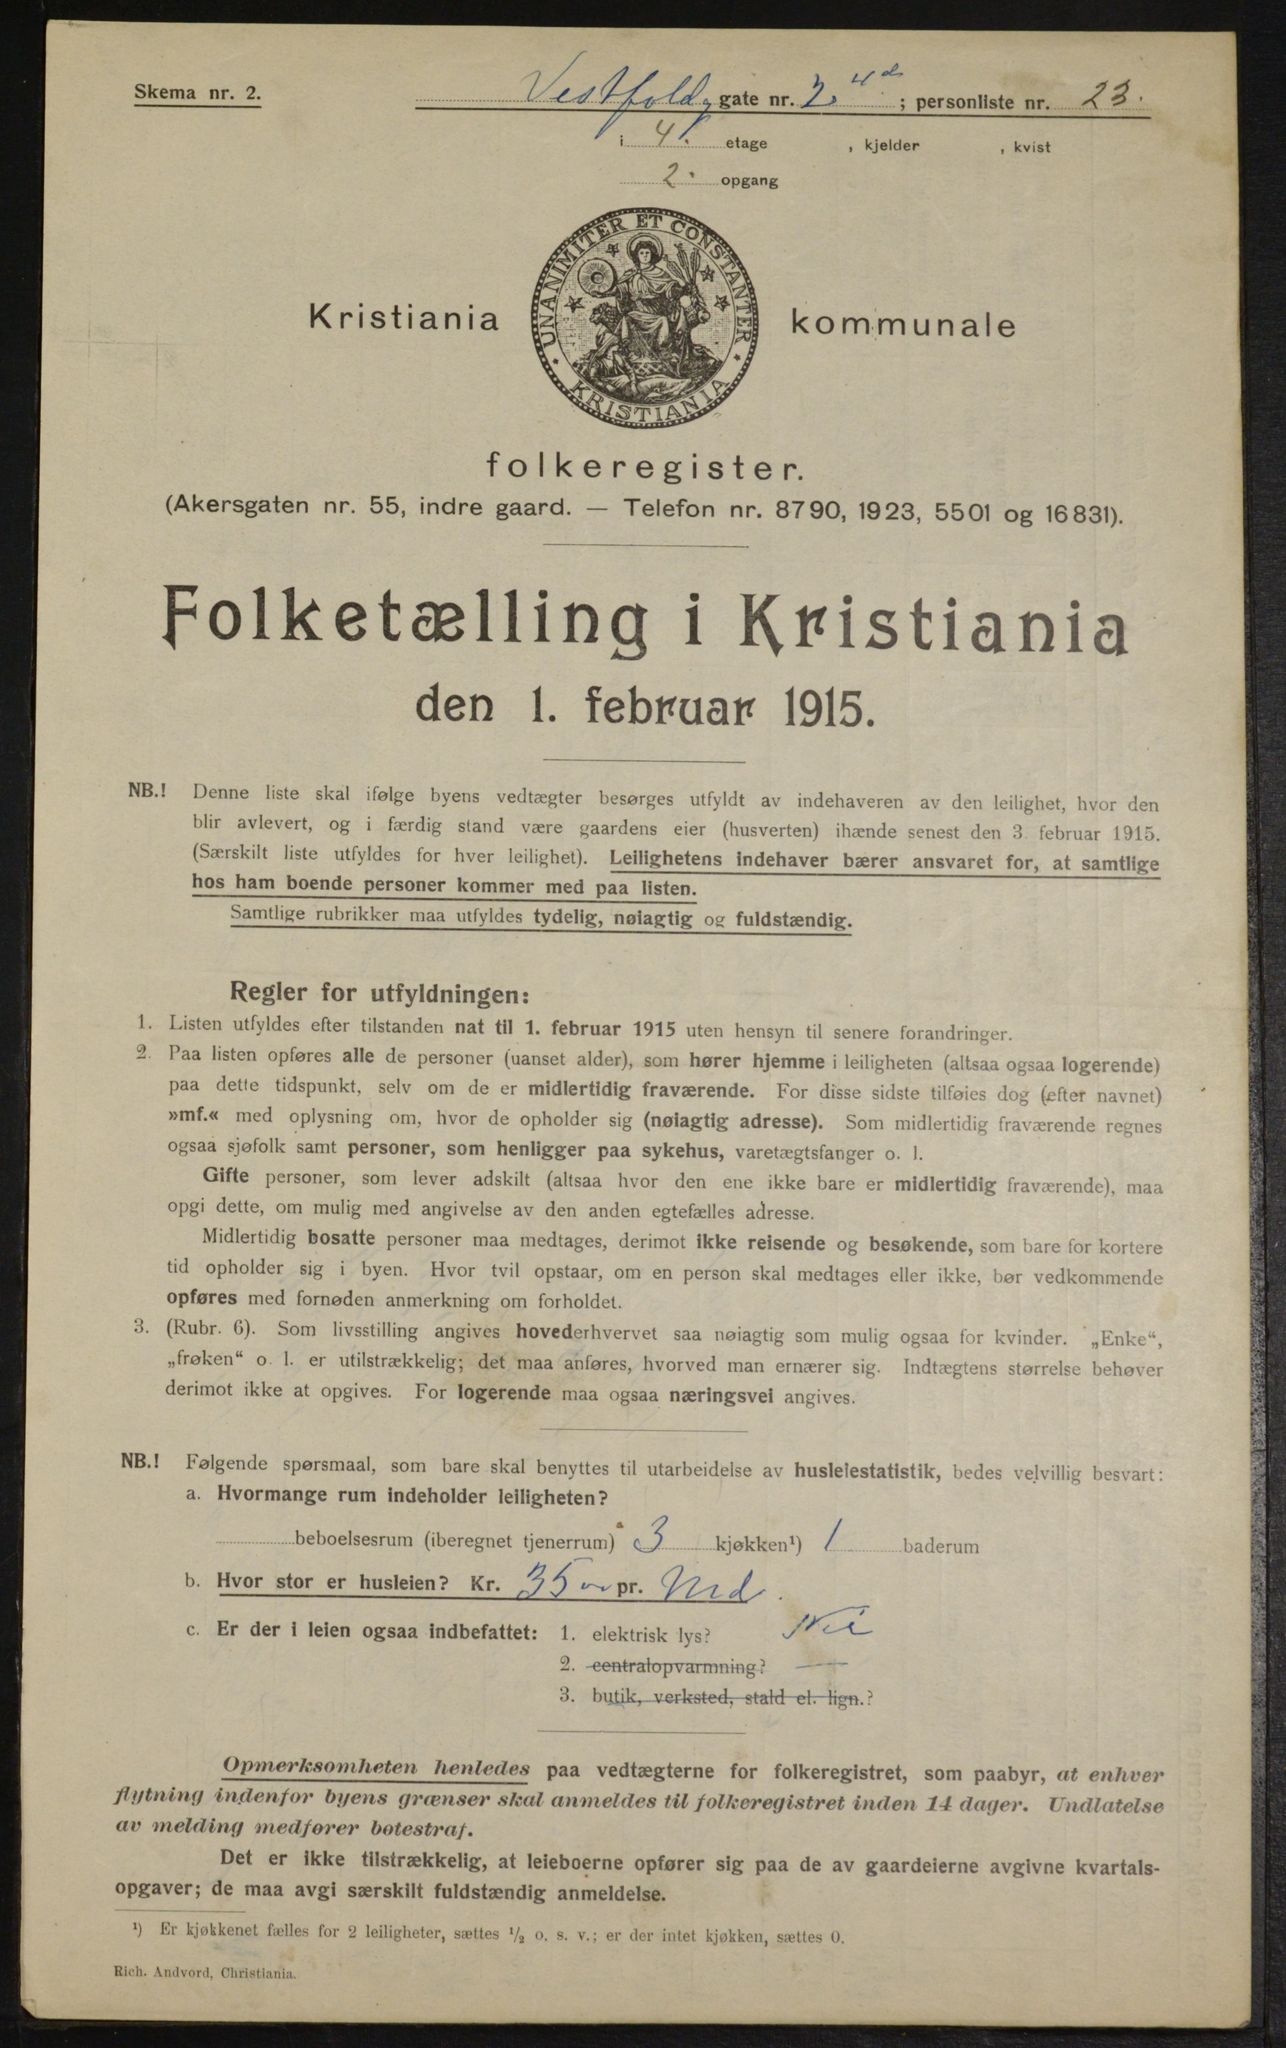 Skema nr. 2.
Vestfold gate nr. 3 4d ; personliste nr. 23.
i 4. etage , kjelder , kvist
2. opgang
UNANIMITER ET CONSTANTER
KRISTIANIA
Kristiania kommunale
folkeregister.
(Akersgaten nr. 55, indre gaard. — Telefon nr. 8790, 1923, 5501 og 16831).
Folketælling i Kristiania
den 1. februar 1915.
NB.! Denne liste skal ifølge byens vedtægter besørges utfyldt av indehaveren av den leilighet, hvor den
blir avlevert, og i færdig stand være gaardens eier (husverten) ihænde senest den 3. februar 1915.
(Særskilt liste utfyldes for hver leilighet). Leilighetens indehaver bærer ansvaret for, at samtlige
hos ham boende personer kommer med paa listen.
Samtlige rubrikker maa utfyldes tydelig, nøiagtig og fuldstændig.
Regler for utfyldningen:
1. Listen utfyldes efter tilstanden nat til 1. februar 1915 uten hensyn til senere forandringer.
2. Paa listen opføres alle de personer (uanset alder), som hører hjemme i leiligheten (altsaa ogsaa logerende)
paa dette tidspunkt, selv om de er midlertidig fraværende. For disse sidste tilføies dog (efter navnet)
»mf.« med oplysning om, hvor de opholder sig (nøiagtig adresse). Som midlertidig fraværende regnes
ogsaa sjøfolk samt personer, som henligger paa sykehus, varetægtsfanger o. l.
Gifte personer, som lever adskilt (altsaa hvor den ene ikke bare er midlertidig fraværende), maa
opgi dette, om mulig med angivelse av den anden egtefælles adresse.
Midlertidig bosatte personer maa medtages, derimot ikke reisende og besøkende, som bare for kortere
tid opholder sig i byen. Hvor tvil opstaar, om en person skal medtages eller ikke, bør vedkommende
opføres med fornøden anmerkning om forholdet.
3. (Rubr. 6). Som livsstilling angives hovederhvervet saa nøiagtig som mulig ogsaa for kvinder. „Enke“,
„frøken“ o. l. er utilstrækkelig; det maa anføres, hvorved man ernærer sig. Indtægtens størrelse behøver
derimot ikke at opgives. For logerende maa ogsaa næringsvei angives.
NB.! Følgende spørsmaal, som bare skal benyttes til utarbeidelse av husleiestatistik, bedes velvillig besvart:
a. Hvormange rum indeholder leiligheten?
beboelsesrum (iberegnet tjenerrum) 3 kjøkken¹) 1 baderum
b. Hvor stor er husleien? Kr. 35 00 pr. Md.
c. Er der i leien ogsaa indbefattet: 1. elektrisk lys? Nei
2. centralopvarmning? —
3. butik, verksted, stald el. lign.?
Opmerksomheten henledes paa vedtægterne for folkeregistret, som paabyr, at enhver
flytning indenfor byens grænser skal anmeldes til folkeregistret inden 14 dager. Undlatelse
av melding medfører bøtestraf.
Det er ikke tilstrækkelig, at leieboerne opfører sig paa de av gaardeierne avgivne kvartals-
opgaver; de maa avgi særskilt fuldstændig anmeldelse.
¹) Er kjøkkenet fælles for 2 leiligheter, sættes ½ o. s. v.; er der intet kjøkken, sættes 0.
Rich. Andvord, Christiania.